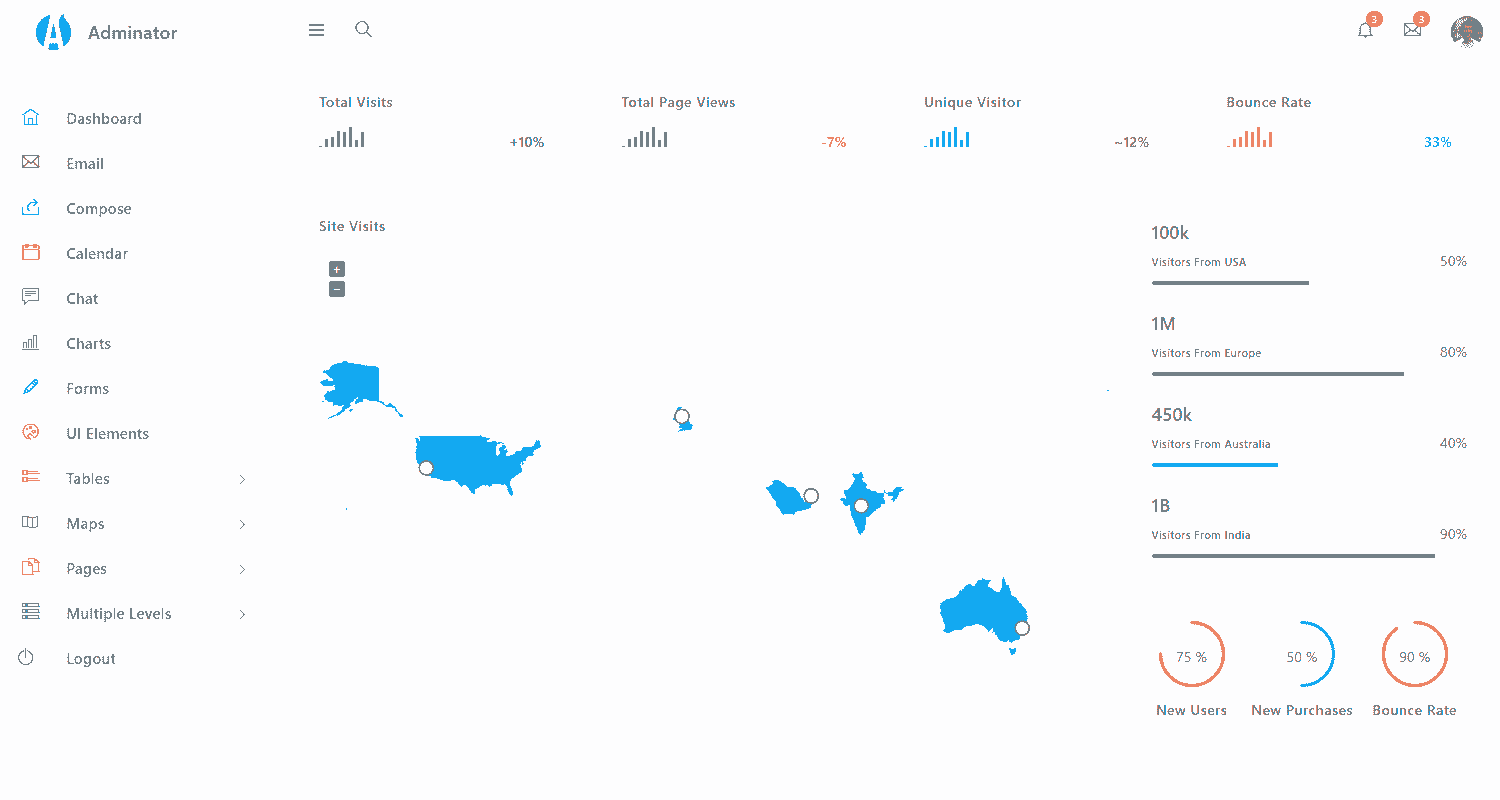 Adminator
3
3
Dashboard
Email
Compose
Calendar
Chat
Charts
Forms
UI Elements
Tables
Maps
Pages
Multiple Levels
Logout
Total Visits
+10%
Total Page Views
-7%
Unique Visitor
~12%
Bounce Rate
33%
Site Visits
+
−
100k
Visitors From USA
50%
1M
Visitors From Europe
80%
450k
Visitors From Australia
40%
1B
Visitors From India
90%
75 %
50 %
90 %
New Users
New Purchases
Bounce Rate